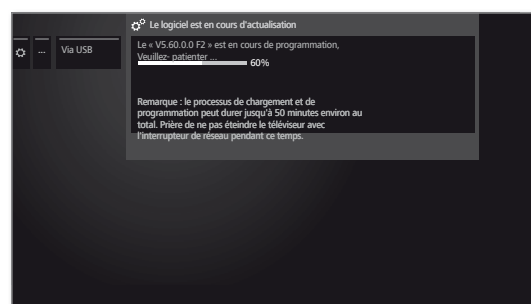 Le logiciel est en cours d'actualisation
... Via USB
Le « V5.60.0.0 F2 » est en cours de programmation,
Veuillez- patienter ...
60%
Remarque : le processus de chargement et de
programmation peut durer jusqu'à 50 minutes environ au
total. Prière de ne pas éteindre le téléviseur avec
l'interrupteur de réseau pendant ce temps.